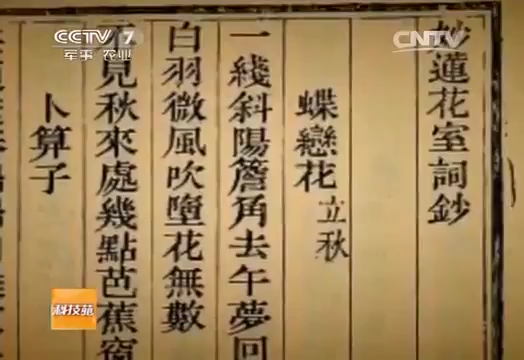 CCTV 7
军事 农业
CNTV
妙蓮花室詞鈔
蝶戀花 立秋
一綫斜陽簷角去午夢回
白羽微風吹墮花無數
不見秋來處幾點芭蕉窗
卜算子
科技苑